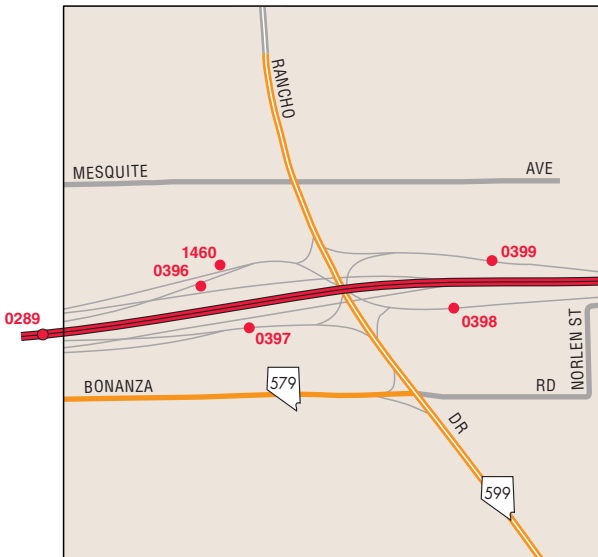 RANCHO
MESQUITE AVE
1460
0396
0399
0289
0397
0398
NORLEN ST
BONANZA
579
RD
DR
599